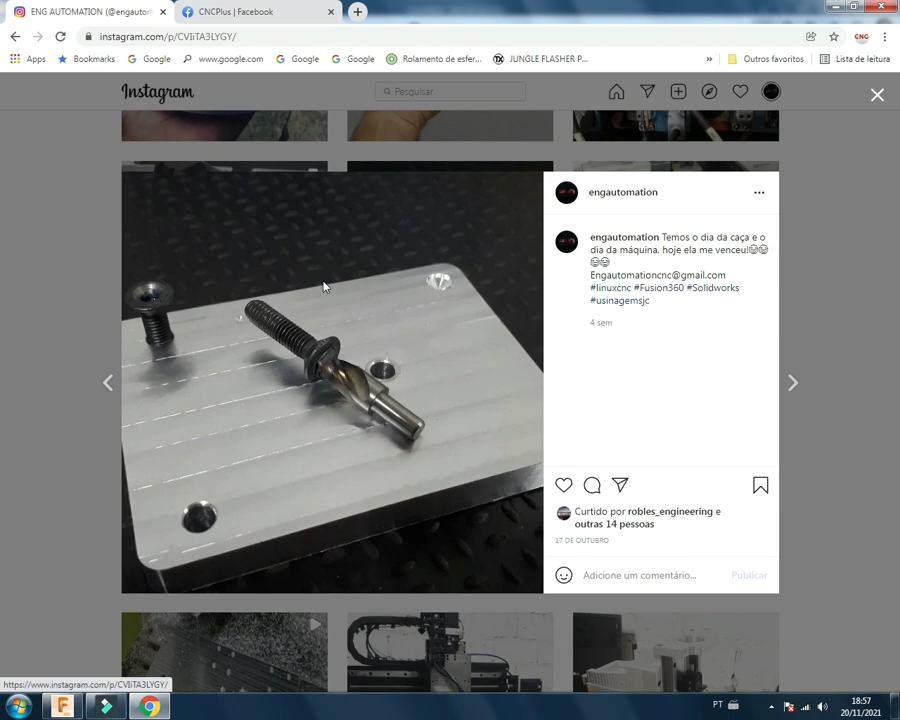 ENG AUTOMATION (@engautom
CNCPlus | Facebook
instagram.com/p/CVIiTA3LYGY/
CNC
Apps
Bookmarks
Google
www.google.com
Google
Google
Rolamento de esfer...
JUNGLE FLASHER P...
»
Outros favoritos
Lista de leitura
Instagram
Pesquisar
engautomation
engautomation Temos o dia da caça e o
dia da máquina, hoje ela me venceu!😂😂
😂😂
Engautomationcnc@gmail.com
#linuxcnc #Fusion360 #Solidworks
#usinagemsjc
4 sem
Curtido por robles_engineering e
outras 14 pessoas
17 DE OUTUBRO
Adicione um comentário...
Publicar
https://www.instagram.com/p/CVIiTA3LYGY/
PT
18:57
20/11/2021